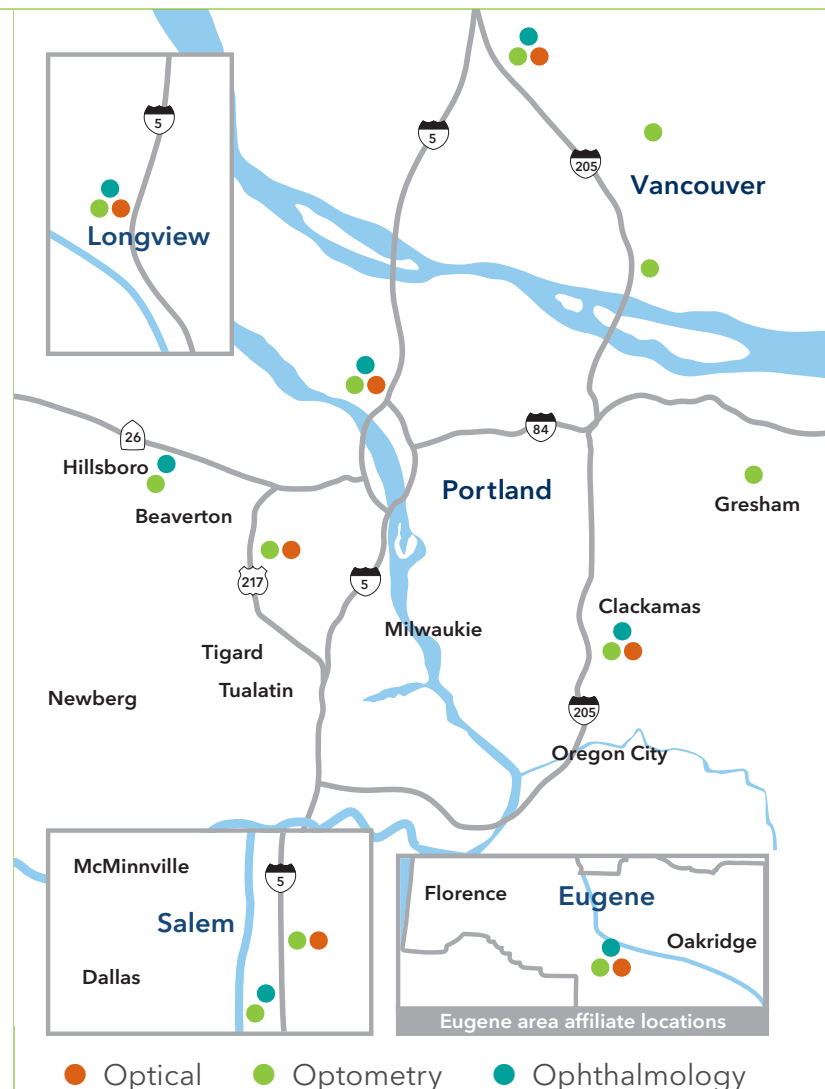 5
5
205
Vancouver
Longview
26
84
Hillsboro
Portland
Gresham
Beaverton
217
5
Clackamas
Milwaukie
Tigard
Tualatin
Newberg
205
Oregon City
McMinnville
5
Salem
Dallas
Florence
Eugene
Oakridge
Eugene area affiliate locations
Optical Optometry Ophthalmology